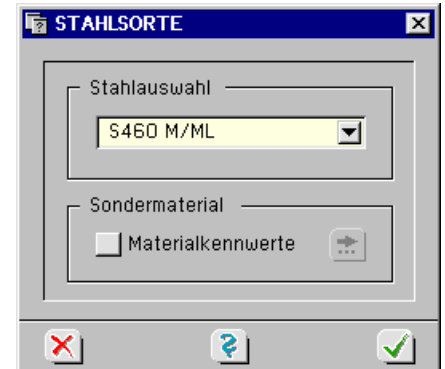 STAHLSORTE
Stahlauswahl
S460 M/ML
Sondermaterial
Materialkennwerte